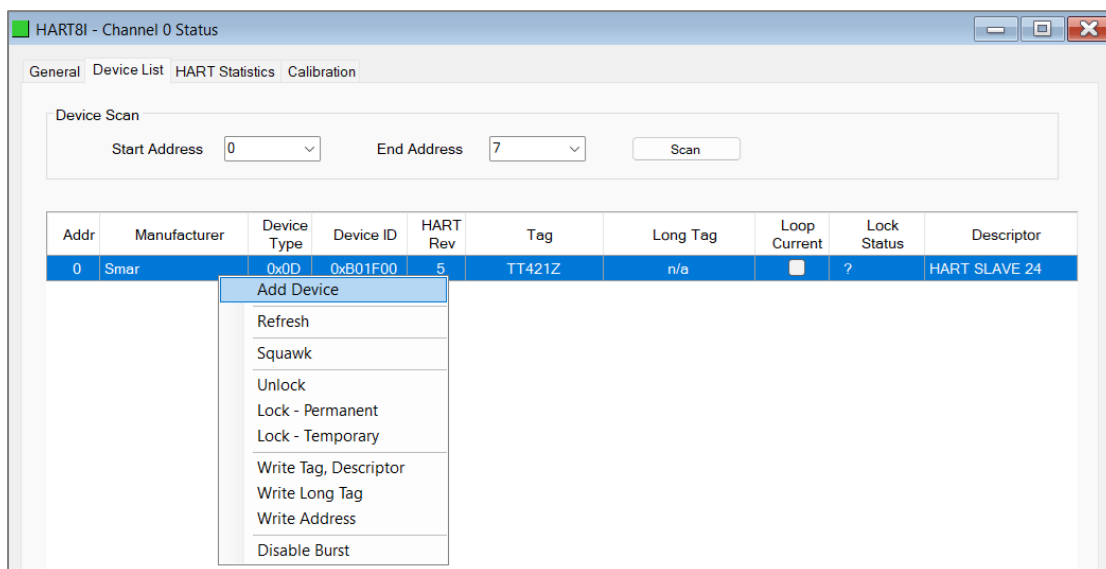 HART8I - Channel 0 Status
General Device List HART Statistics Calibration
Device Scan
Start Address 0 End Address 7 Scan
Addr Manufacturer Device Type Device ID HART Rev Tag Long Tag Loop Current Lock Status Descriptor
0 Smar 0x0D 0xB01F00 5 TT421Z n/a ? HART SLAVE 24
Add Device
Refresh
Squawk
Unlock
Lock - Permanent
Lock - Temporary
Write Tag, Descriptor
Write Long Tag
Write Address
Disable Burst